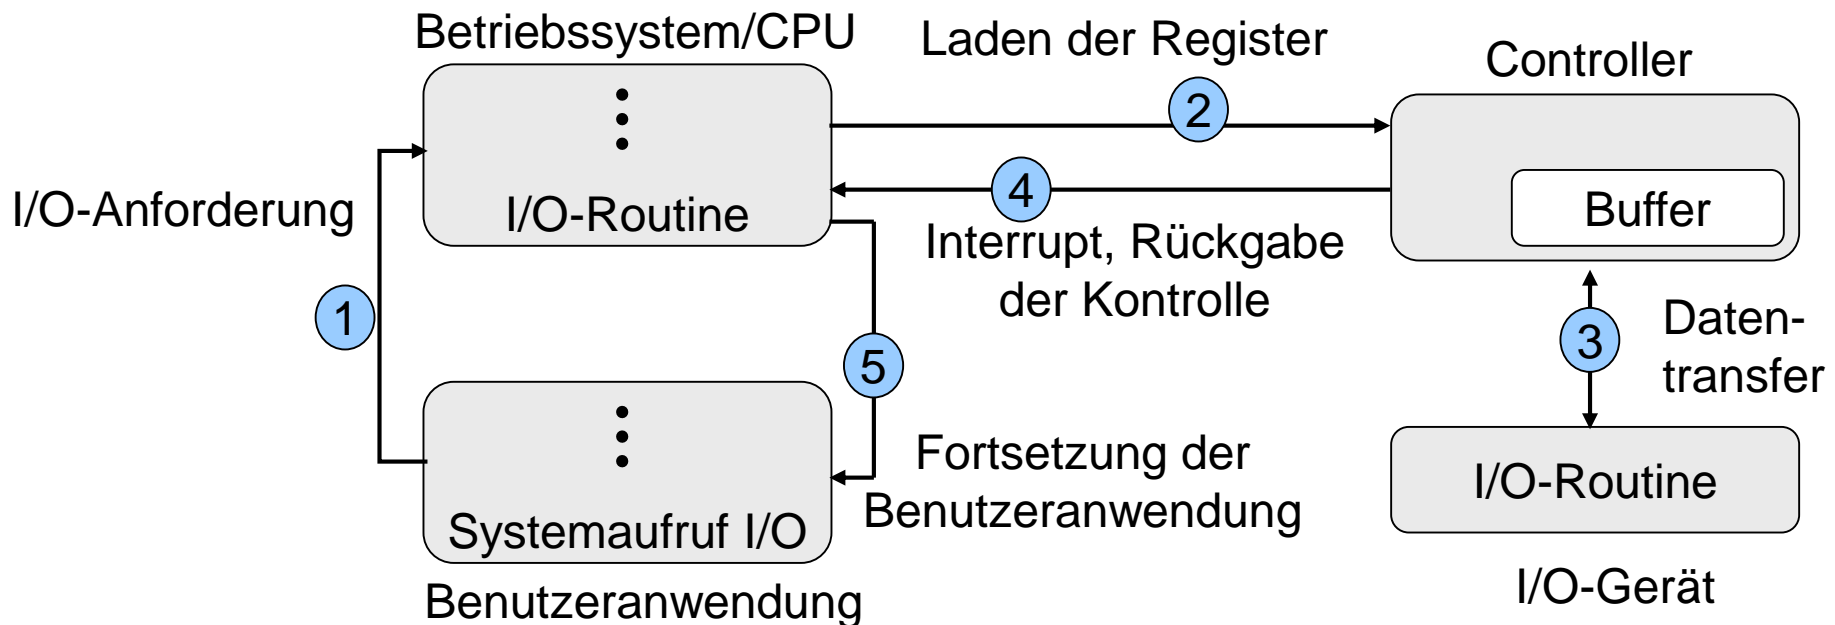 Betriebssystem/CPU
Laden der Register
Controller
2
I/O-Anforderung
I/O-Routine
4
Buffer
Interrupt, Rückgabe
der Kontrolle
1
5
3
Daten-
transfer
Fortsetzung der
Benutzeranwendung
I/O-Routine
Systemaufruf I/O
Benutzeranwendung
I/O-Gerät